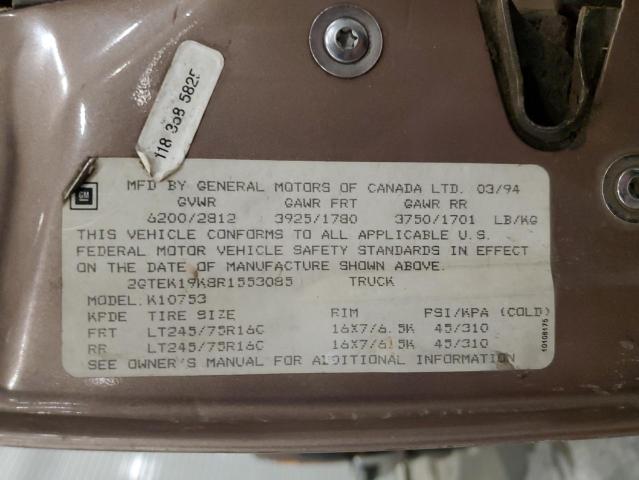 118 368 5825
GM
MFD BY GENERAL MOTORS OF CANADA LTD. 03/94
GVWR GAWR FRT GAWR RR
6200/2812 3925/1780 3750/1701 LB/KG
THIS VEHICLE CONFORMS TO ALL APPLICABLE U.S.
FEDERAL MOTOR VEHICLE SAFETY STANDARDS IN EFFECT
ON THE DATE OF MANUFACTURE SHOWN ABOVE.
2GTEK19K8R1553085 TRUCK
MODEL: K10753
KPDE TIRE SIZE RIM PSI/KPA (COLD)
FRT LT245/75R16C 16X7/6.5K 45/310
RR LT245/75R16C 16X7/6.5K 45/310
SEE OWNER'S MANUAL FOR ADDITIONAL INFORMATION
10108175